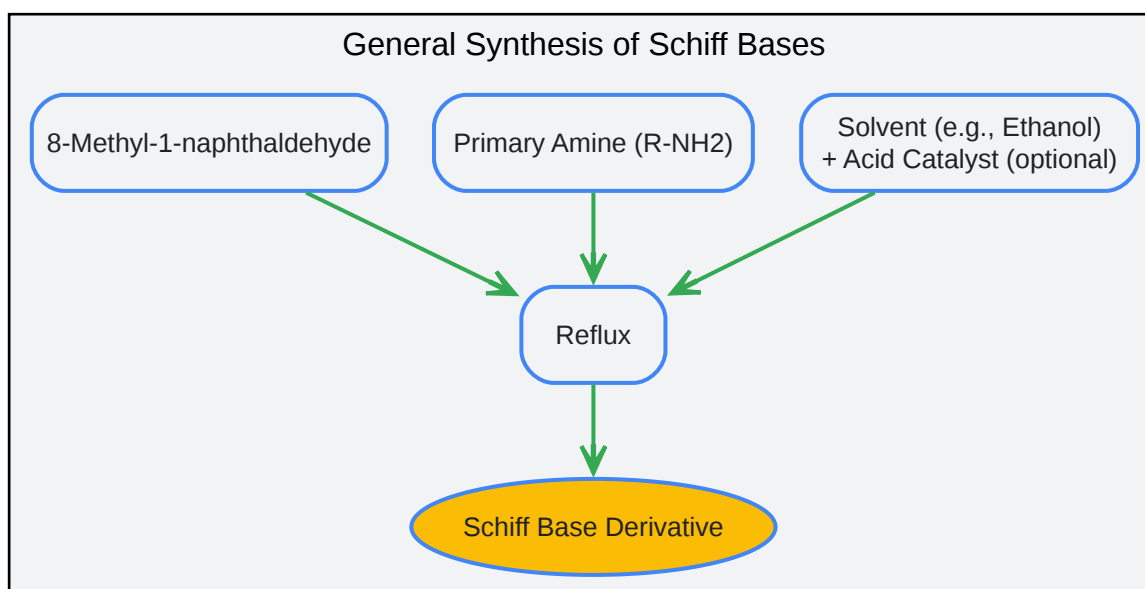 General Synthesis of Schiff Bases
8-Methyl-1-naphthaldehyde
Primary Amine (R-NH2)
Solvent (e.g., Ethanol)
+ Acid Catalyst (optional)
Reflux
Schiff Base Derivative